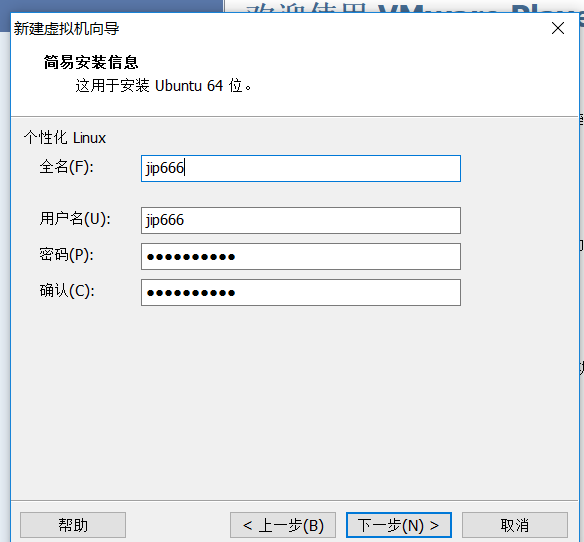 欢迎使用 VMware Playe
新建虚拟机向导
简易安装信息
这用于安装 Ubuntu 64 位。
个性化 Linux
全名(F): jip666
用户名(U): jip666
密码(P): ●●●●●●●●●●
确认(C): ●●●●●●●●●●
帮助 < 上一步(B) 下一步(N) > 取消